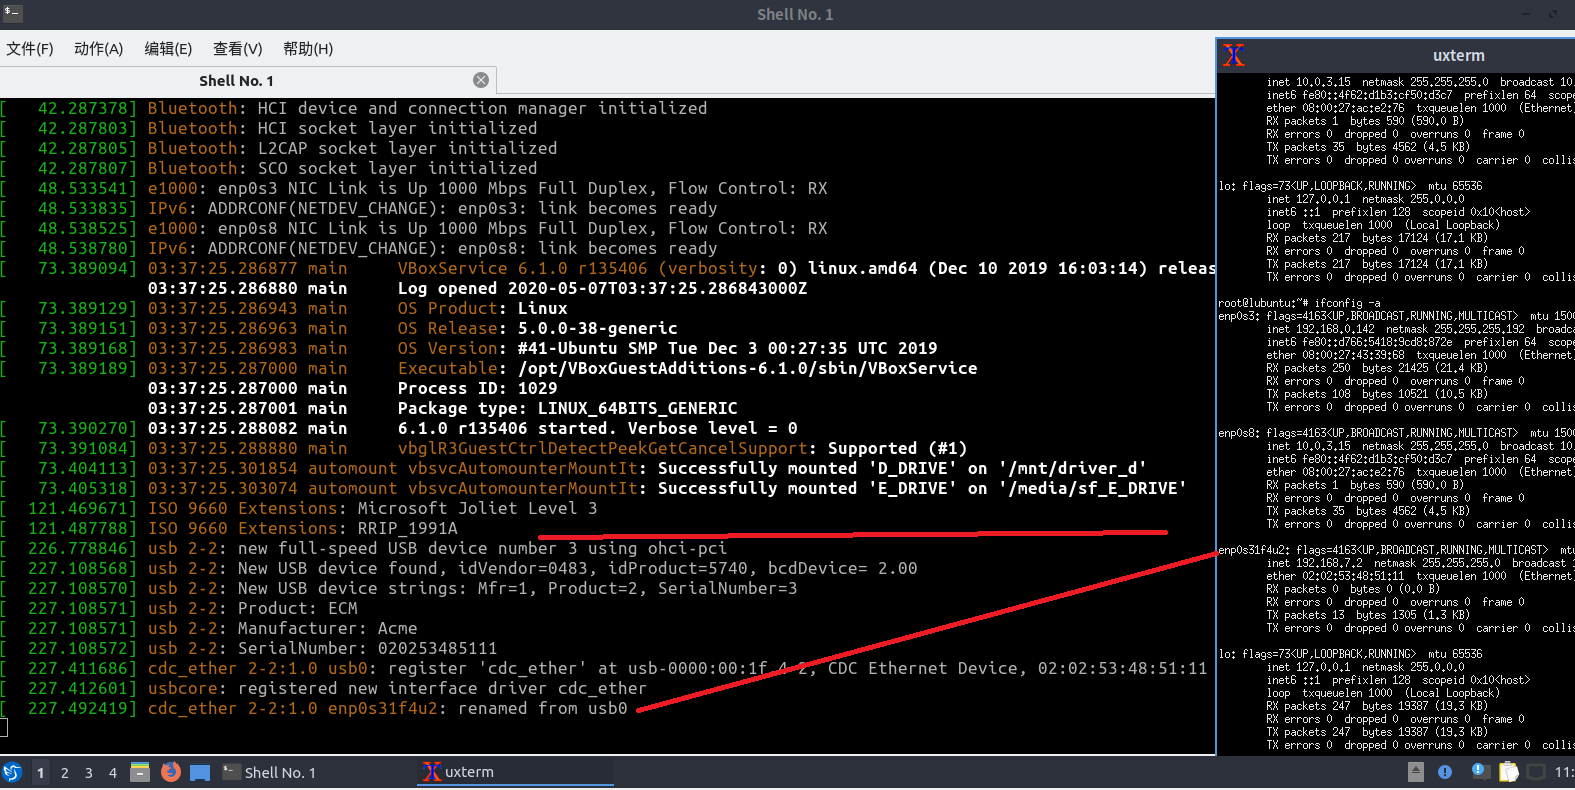 Shell No. 1
文件(F) 动作(A) 编辑(E) 查看(V) 帮助(H)
Shell No. 1
[   42.287378] Bluetooth: HCI device and connection manager initialized
[   42.287803] Bluetooth: HCI socket layer initialized
[   42.287805] Bluetooth: L2CAP socket layer initialized
[   42.287807] Bluetooth: SCO socket layer initialized
[   48.533541] e1000: enp0s3 NIC Link is Up 1000 Mbps Full Duplex, Flow Control: RX
[   48.533835] IPv6: ADDRCONF(NETDEV_CHANGE): enp0s3: link becomes ready
[   48.538525] e1000: enp0s8 NIC Link is Up 1000 Mbps Full Duplex, Flow Control: RX
[   48.538780] IPv6: ADDRCONF(NETDEV_CHANGE): enp0s8: link becomes ready
[   73.389094] 03:37:25.286877 main     VBoxService 6.1.0 r135406 (verbosity: 0) linux.amd64 (Dec 10 2019 16:03:14) releas
03:37:25.286880 main     Log opened 2020-05-07T03:37:25.286843000Z
[   73.389129] 03:37:25.286943 main     OS Product: Linux
[   73.389151] 03:37:25.286963 main     OS Release: 5.0.0-38-generic
[   73.389168] 03:37:25.286983 main     OS Version: #41-Ubuntu SMP Tue Dec 3 00:27:35 UTC 2019
[   73.389189] 03:37:25.287000 main     Executable: /opt/VBoxGuestAdditions-6.1.0/sbin/VBoxService
03:37:25.287000 main     Process ID: 1029
03:37:25.287001 main     Package type: LINUX_64BITS_GENERIC
[   73.390270] 03:37:25.288082 main     6.1.0 r135406 started. Verbose level = 0
[   73.391084] 03:37:25.288880 main     vbglR3GuestCtrlDetectPeekGetCancelSupport: Supported (#1)
[   73.404113] 03:37:25.301854 automount vbsvcAutomounterMountIt: Successfully mounted 'D_DRIVE' on '/mnt/driver_d'
[   73.405318] 03:37:25.303074 automount vbsvcAutomounterMountIt: Successfully mounted 'E_DRIVE' on '/media/sf_E_DRIVE'
[  121.469671] ISO 9660 Extensions: Microsoft Joliet Level 3
[  121.487788] ISO 9660 Extensions: RRIP_1991A
[  226.778846] usb 2-2: new full-speed USB device number 3 using ohci-pci
[  227.108568] usb 2-2: New USB device found, idVendor=0483, idProduct=5740, bcdDevice= 2.00
[  227.108570] usb 2-2: New USB device strings: Mfr=1, Product=2, SerialNumber=3
[  227.108571] usb 2-2: Product: ECM
[  227.108571] usb 2-2: Manufacturer: Acme
[  227.108572] usb 2-2: SerialNumber: 020253485111
[  227.411686] cdc_ether 2-2:1.0 usb0: register 'cdc_ether' at usb-0000:00:1f.4-2, CDC Ethernet Device, 02:02:53:48:51:11
[  227.412601] usbcore: registered new interface driver cdc_ether
[  227.492419] cdc_ether 2-2:1.0 enp0s31f4u2: renamed from usb0
uxterm
inet 10.0.3.15  netmask 255.255.255.0  broadcast 10.
inet6 fe80::4f62:d1b3:cf50:d3c7  prefixlen 64  scop
ether 08:00:27:ac:e2:76  txqueuelen 1000  (Ethernet)
RX packets 1  bytes 590 (590.0 B)
RX errors 0  dropped 0  overruns 0  frame 0
TX packets 35  bytes 4562 (4.5 KB)
TX errors 0  dropped 0 overruns 0  carrier 0  collis
lo: flags=73<UP,LOOPBACK,RUNNING>  mtu 65536
inet 127.0.0.1  netmask 255.0.0.0
inet6 ::1  prefixlen 128  scopeid 0x10<host>
loop  txqueuelen 1000  (Local Loopback)
RX packets 217  bytes 17124 (17.1 KB)
RX errors 0  dropped 0  overruns 0  frame 0
TX packets 217  bytes 17124 (17.1 KB)
TX errors 0  dropped 0 overruns 0  carrier 0  collis
root@lubuntu:~# ifconfig -a
enp0s3: flags=4163<UP,BROADCAST,RUNNING,MULTICAST>  mtu 150
inet 192.168.0.142  netmask 255.255.255.192  broadca
inet6 fe80::d766:5418:9cd8:872e  prefixlen 64  scop
ether 08:00:27:43:39:68  txqueuelen 1000  (Ethernet)
RX packets 250  bytes 21425 (21.4 KB)
RX errors 0  dropped 0  overruns 0  frame 0
TX packets 108  bytes 10521 (10.5 KB)
TX errors 0  dropped 0 overruns 0  carrier 0  collis
enp0s8: flags=4163<UP,BROADCAST,RUNNING,MULTICAST>  mtu 150
inet 10.0.3.15  netmask 255.255.255.0  broadcast 10.
inet6 fe80::4f62:d1b3:cf50:d3c7  prefixlen 64  scop
ether 08:00:27:ac:e2:76  txqueuelen 1000  (Ethernet)
RX packets 1  bytes 590 (590.0 B)
RX errors 0  dropped 0  overruns 0  frame 0
TX packets 35  bytes 4562 (4.5 KB)
TX errors 0  dropped 0 overruns 0  carrier 0  collis
enp0s31f4u2: flags=4163<UP,BROADCAST,RUNNING,MULTICAST>  mtu
inet 192.168.7.2  netmask 255.255.255.0  broadcast 1
ether 02:02:53:48:51:11  txqueuelen 1000  (Ethernet)
RX packets 0  bytes 0 (0.0 B)
RX errors 0  dropped 0  overruns 0  frame 0
TX packets 13  bytes 1305 (1.3 KB)
TX errors 0  dropped 0 overruns 0  carrier 0  collis
lo: flags=73<UP,LOOPBACK,RUNNING>  mtu 65536
inet 127.0.0.1  netmask 255.0.0.0
inet6 ::1  prefixlen 128  scopeid 0x10<host>
loop  txqueuelen 1000  (Local Loopback)
RX packets 247  bytes 19387 (19.3 KB)
RX errors 0  dropped 0  overruns 0  frame 0
TX packets 247  bytes 19387 (19.3 KB)
TX errors 0  dropped 0 overruns 0  carrier 0  collis
1 2 3 4 Shell No. 1 uxterm 11: